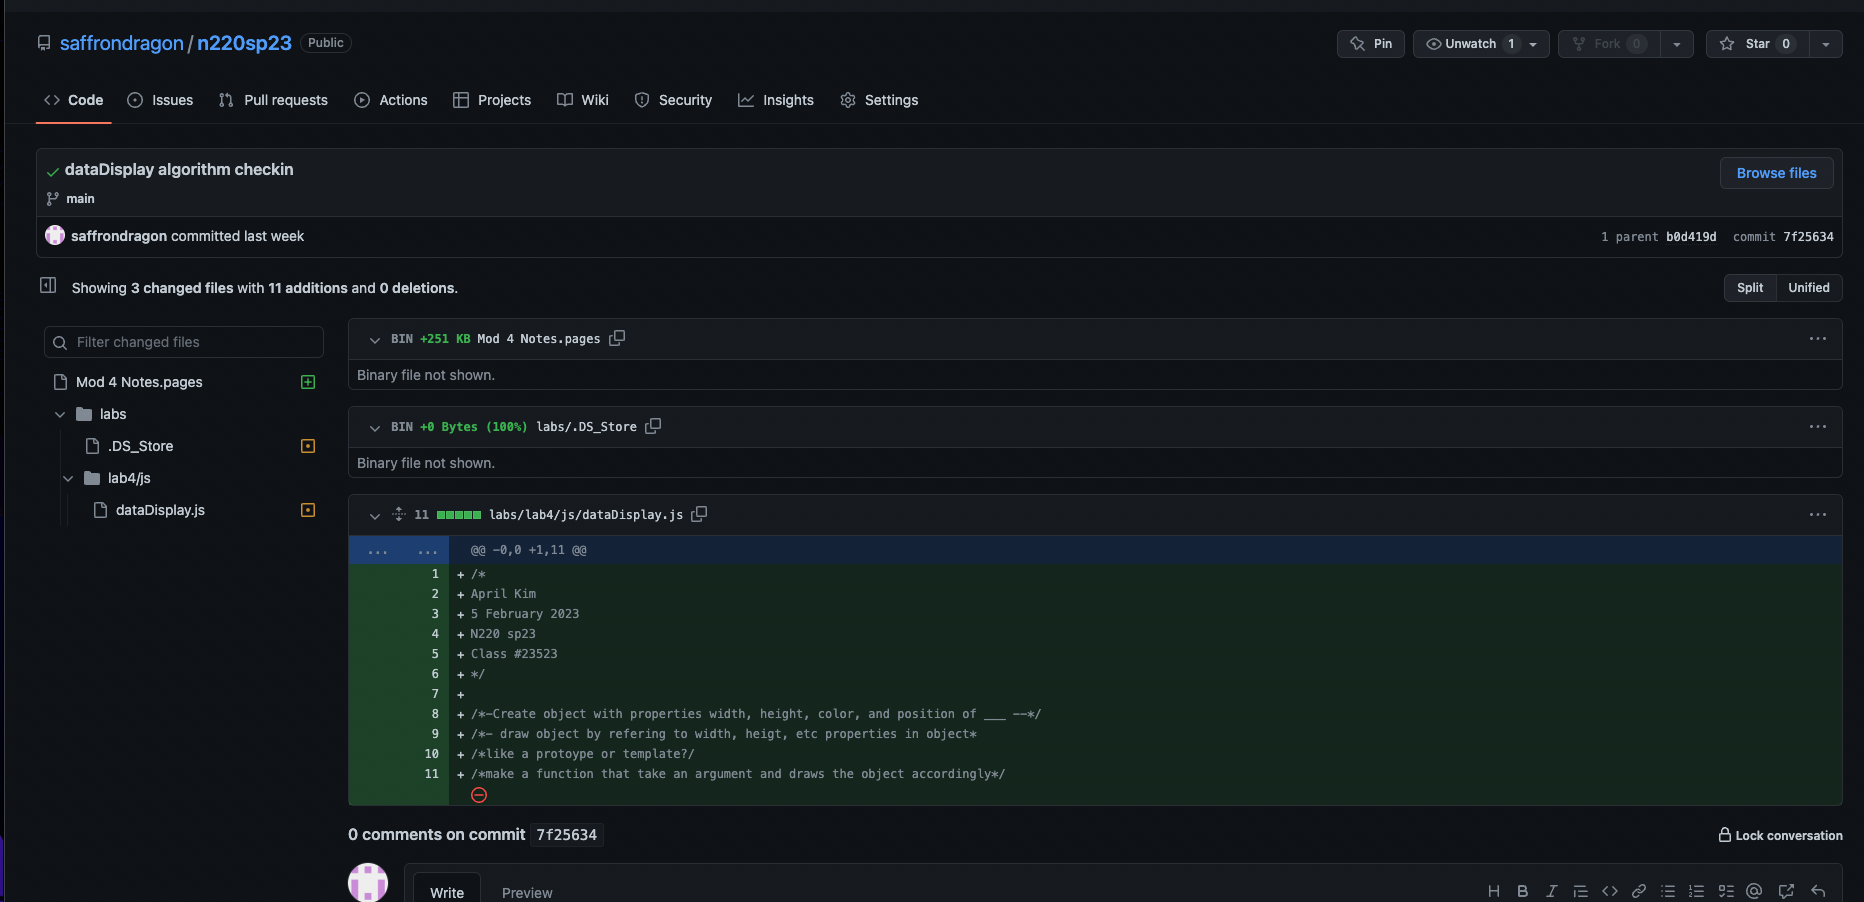 saffrondragon / n220sp23 Public
Pin
Unwatch 1
Fork 0
Star 0
Code
Issues
Pull requests
Actions
Projects
Wiki
Security
Insights
Settings
dataDisplay algorithm checkin
Browse files
main
saffrondragon committed last week
1 parent b0d419d commit 7f25634
Showing 3 changed files with 11 additions and 0 deletions.
Split
Unified
Filter changed files
Mod 4 Notes.pages
labs
.DS_Store
lab4/js
dataDisplay.js
BIN +251 KB Mod 4 Notes.pages
Binary file not shown.
BIN +0 Bytes (100%) labs/.DS_Store
Binary file not shown.
11 labs/lab4/js/dataDisplay.js
... ... @@ -0,0 +1,11 @@
1 + /*
2 + April Kim
3 + 5 February 2023
4 + N220 sp23
5 + Class #23523
6 + */
7 +
8 + /*-Create object with properties width, height, color, and position of ___ --*/
9 + /*- draw object by refering to width, heigt, etc properties in object*
10 + /*like a protoype or template?/
11 + /*make a function that take an argument and draws the object accordingly*/
0 comments on commit 7f25634
Lock conversation
Write
Preview